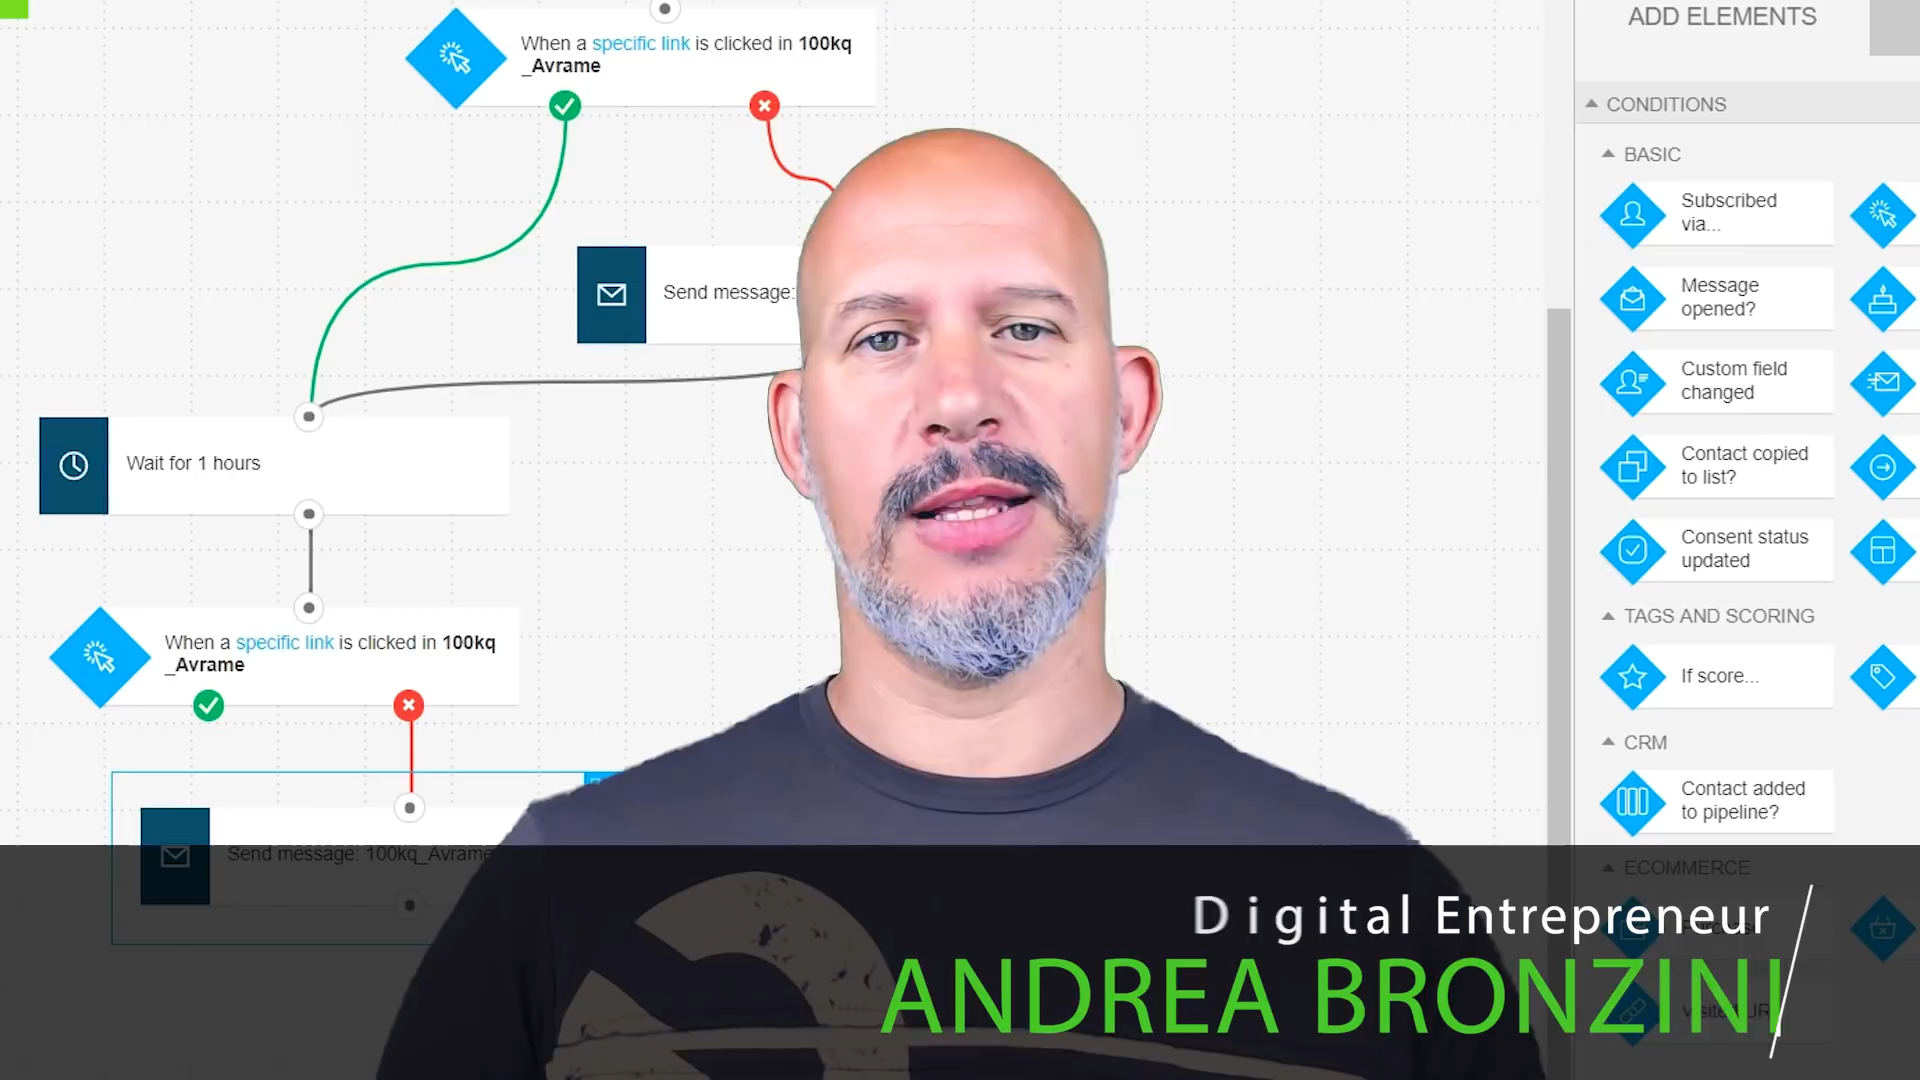 When a specific link is clicked in 100kq
_Avrame
Send message:
Wait for 1 hours
When a specific link is clicked in 100kq
_Avrame
Send message: 100kq_Avrame
ADD ELEMENTS
CONDITIONS
BASIC
Subscribed
via...
Message
opened?
Custom field
changed
Contact copied
to list?
Consent status
updated
TAGS AND SCORING
If score...
CRM
Contact added
to pipeline?
ECOMMERCE
Digital Entrepreneur
ANDREA BRONZINI